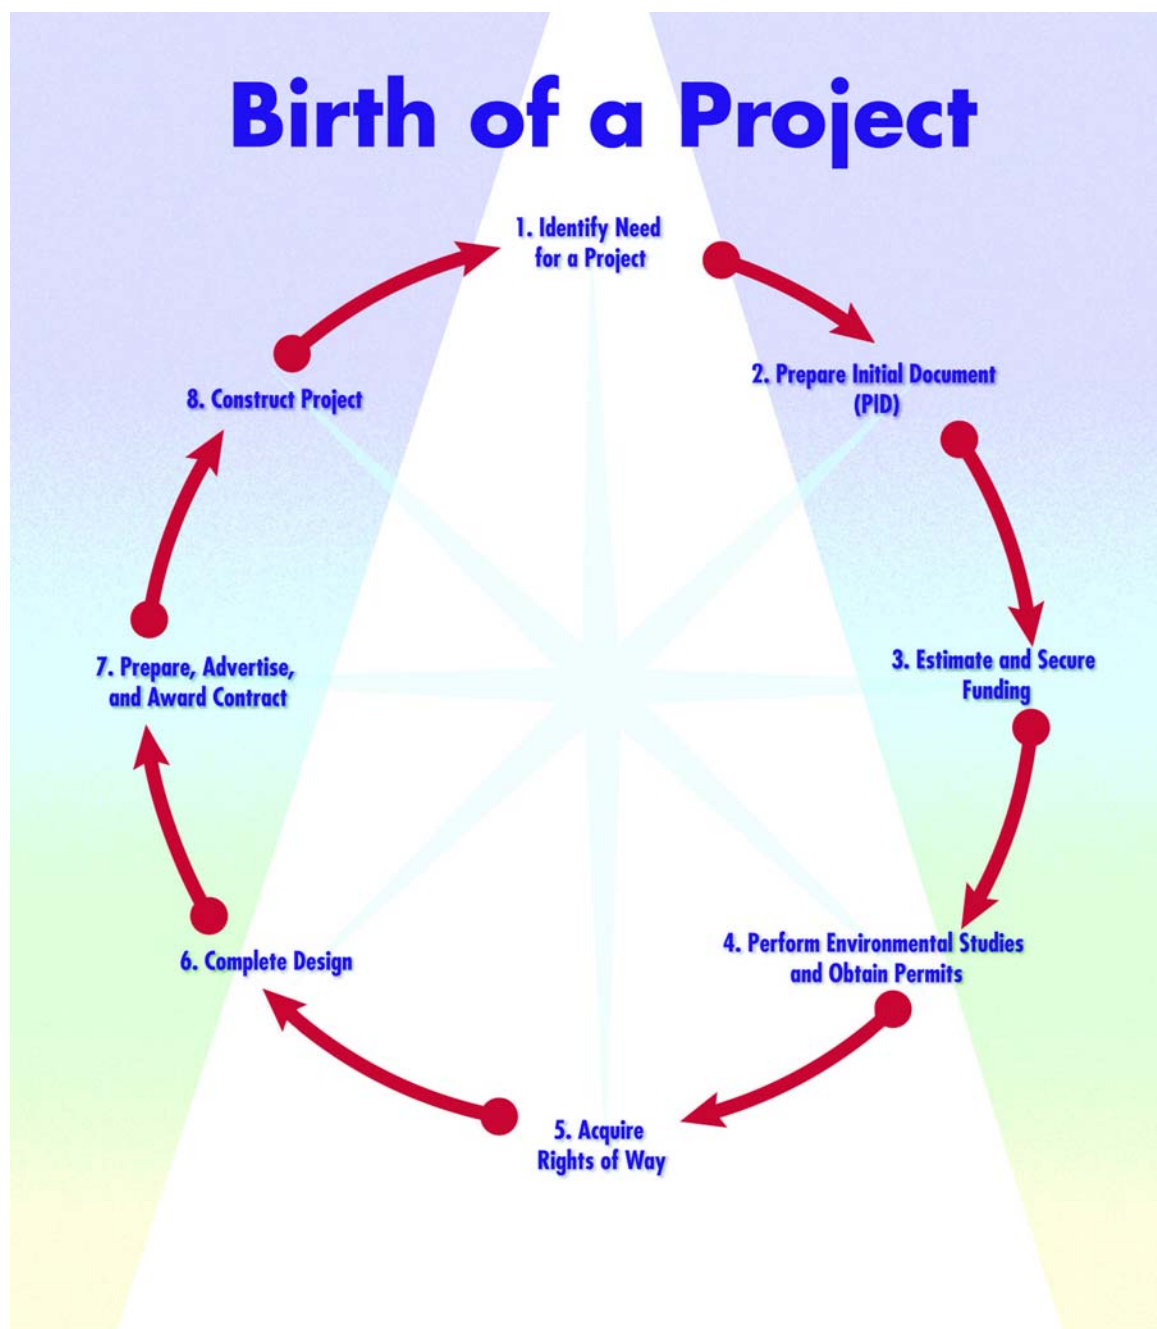 Birth of a Project
1. Identify Need
for a Project
2. Prepare Initial Document
(PID)
3. Estimate and Secure
Funding
4. Perform Environmental Studies
and Obtain Permits
5. Acquire
Rights of Way
6. Complete Design
7. Prepare, Advertise,
and Award Contract
8. Construct Project